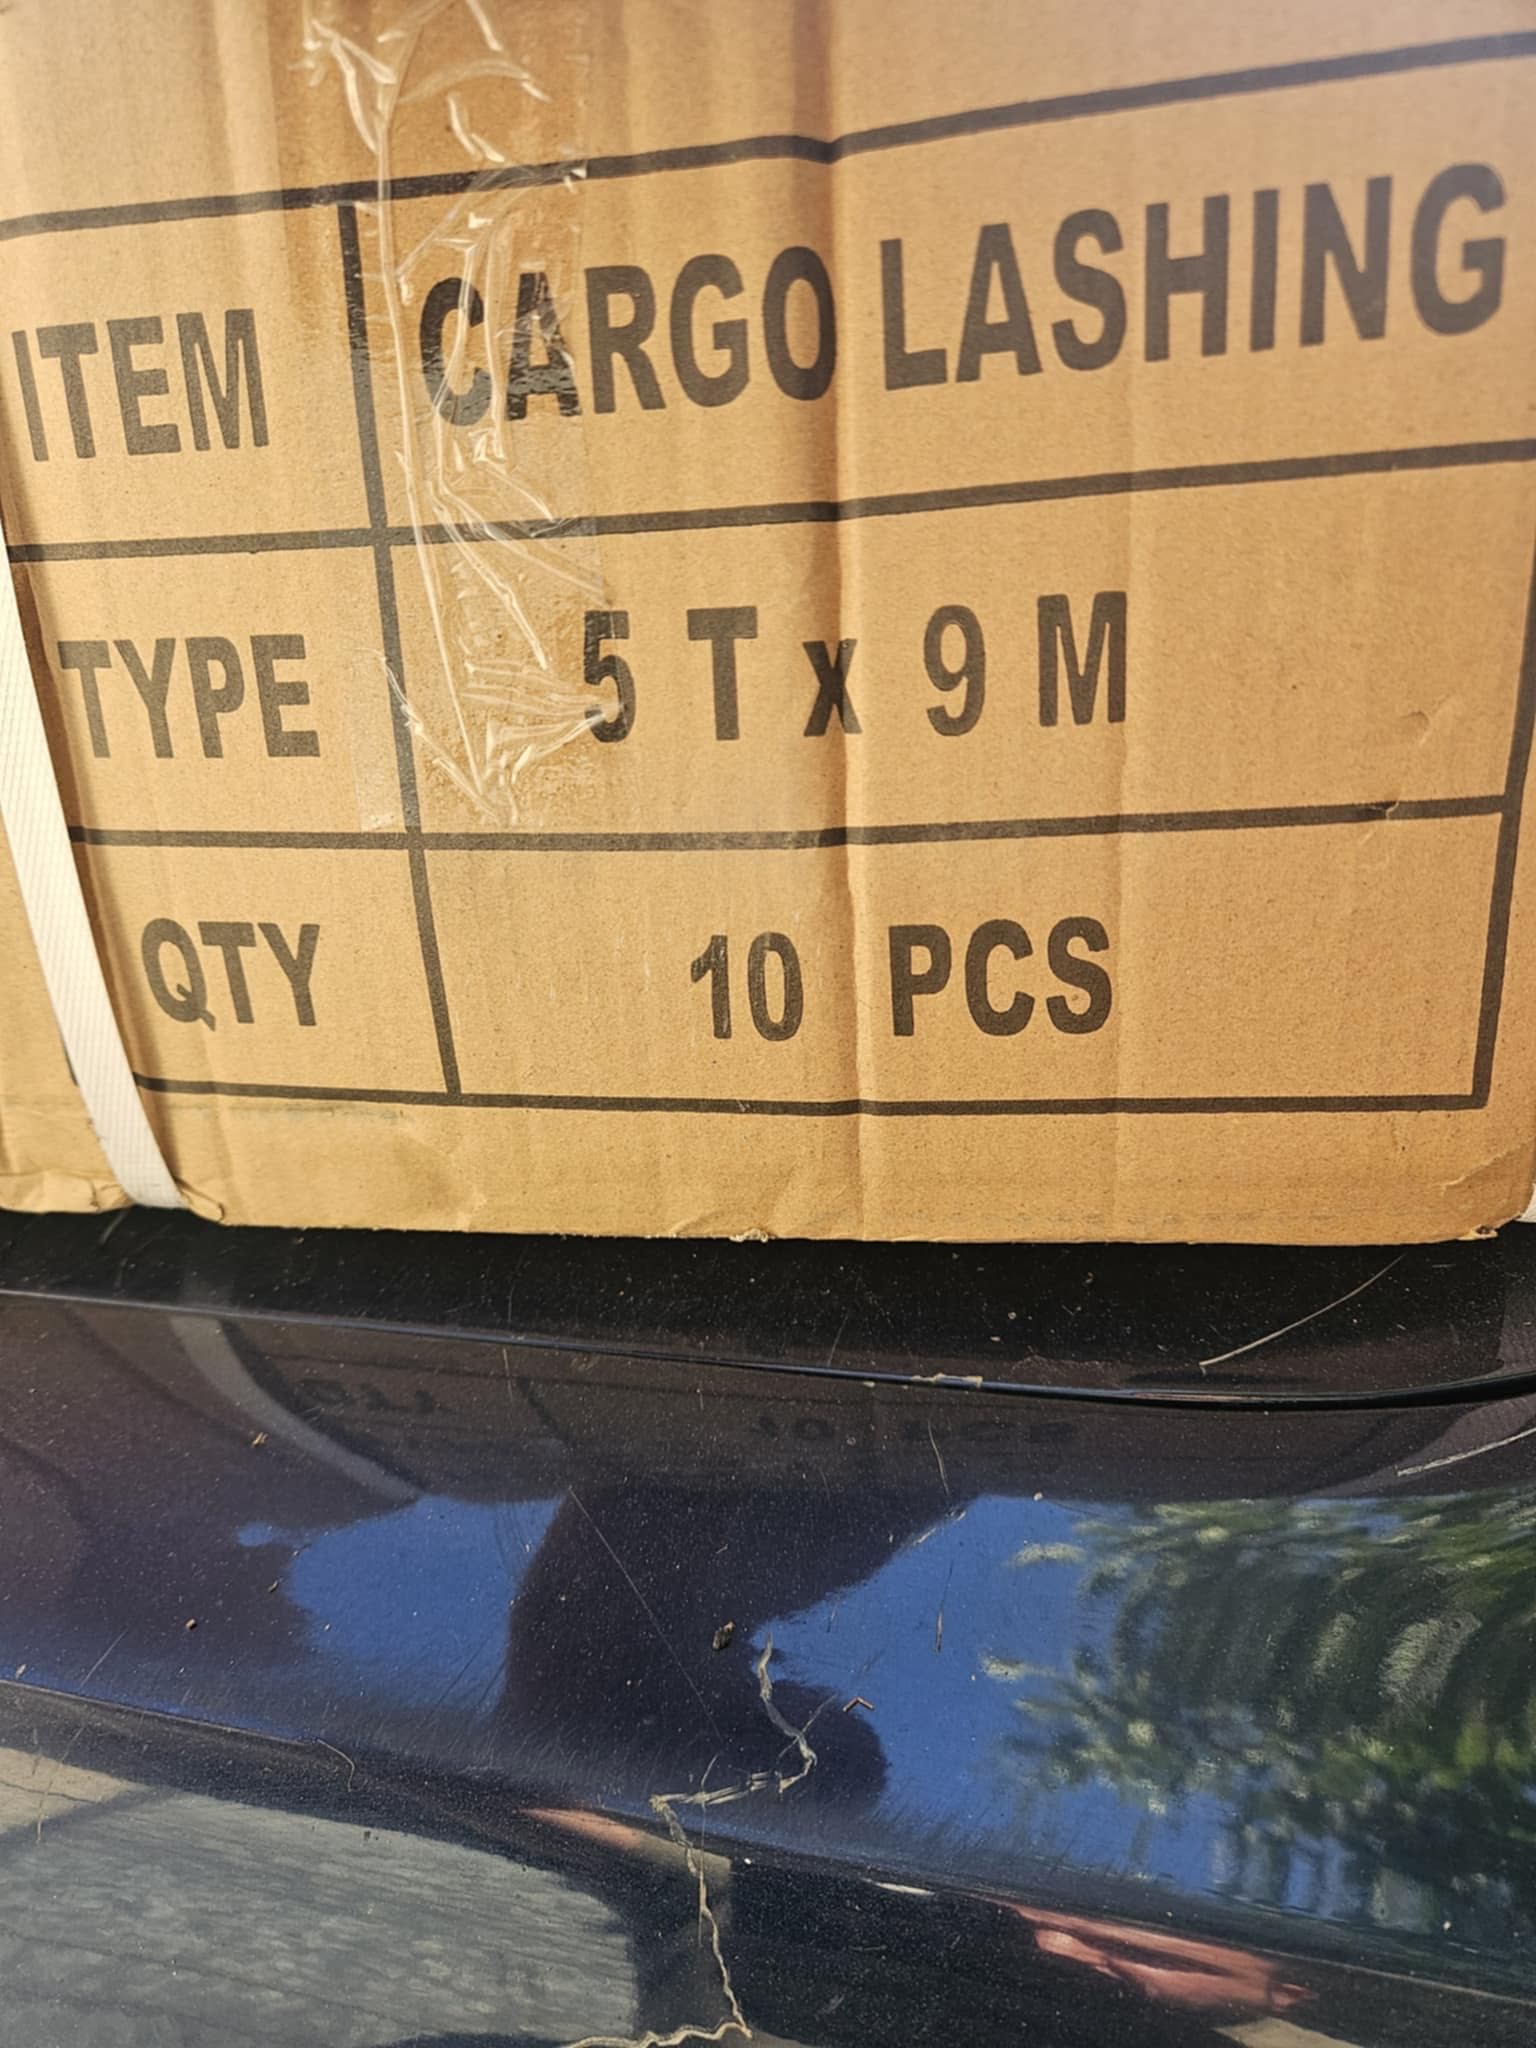 ITEM CARGO LASHING
TYPE 5 T x 9 M
QTY 10 PCS